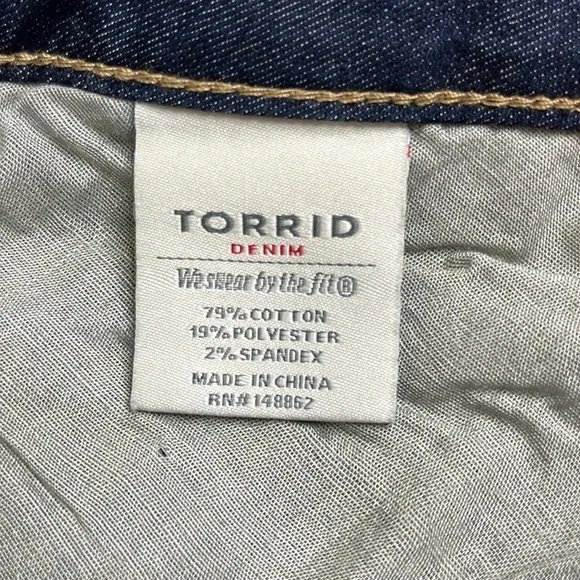 TORRID
DENIM
We swear by the fit®
79% COTTON
19% POLYESTER
2% SPANDEX
MADE IN CHINA
RN# 148862